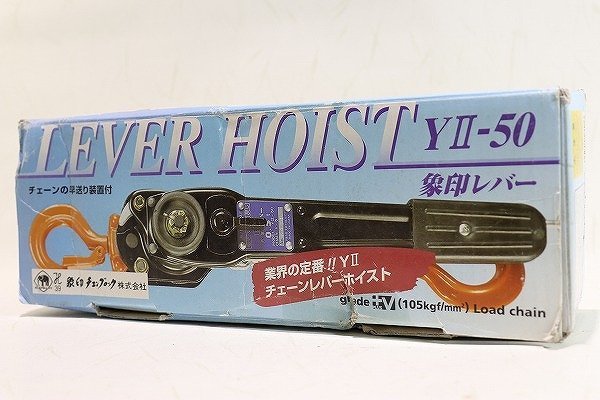 LEVER HOIST YⅡ-50
象印レバー
チェーンの早送り装置付
業界の定番!!YⅡ
チェーンレバーホイスト
象印チェンブロック株式会社
grade V (105kgf/mm²) Load chain